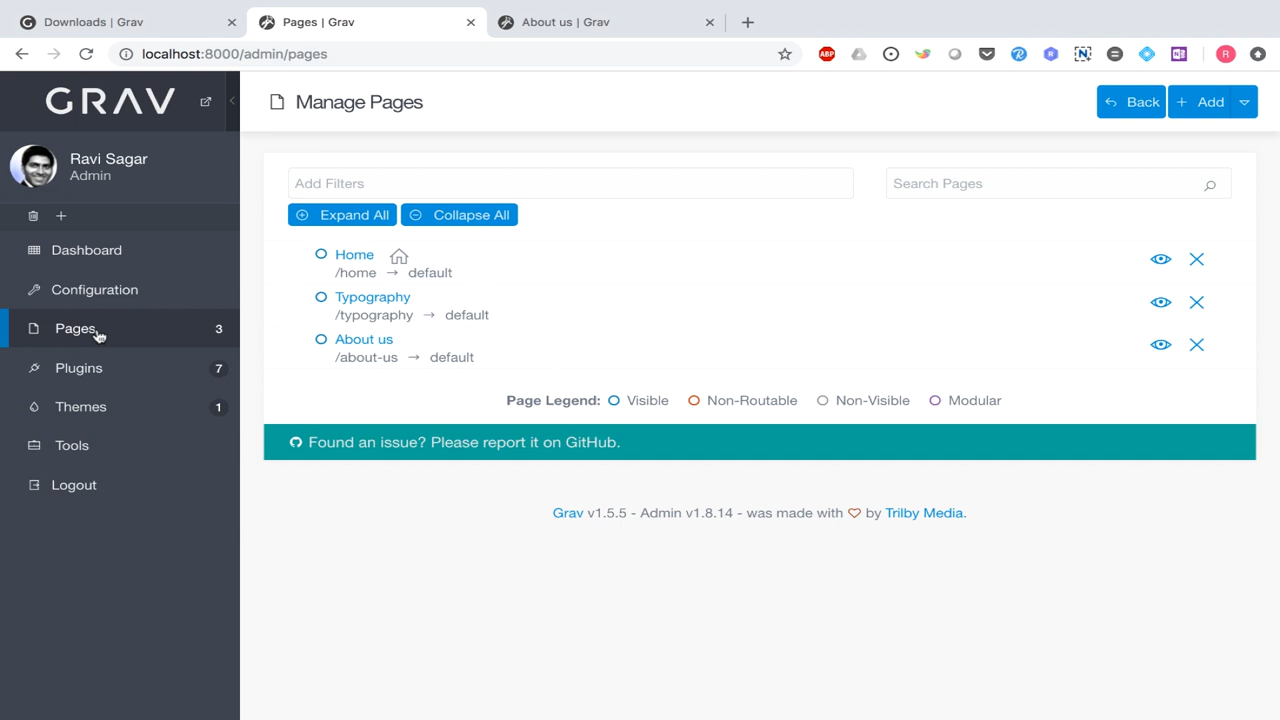 Downloads | Grav
Pages | Grav
About us | Grav
localhost:8000/admin/pages
ABP
R
GRAV
Ravi Sagar
Admin
Dashboard
Configuration
Pages 3
Plugins 7
Themes 1
Tools
Logout
Manage Pages
Back
Add
Add Filters
Search Pages
Expand All
Collapse All
Home
/home → default
Typography
/typography → default
About us
/about-us → default
Page Legend: Visible Non-Routable Non-Visible Modular
Found an issue? Please report it on GitHub.
Grav v1.5.5 - Admin v1.8.14 - was made with by Trilby Media.